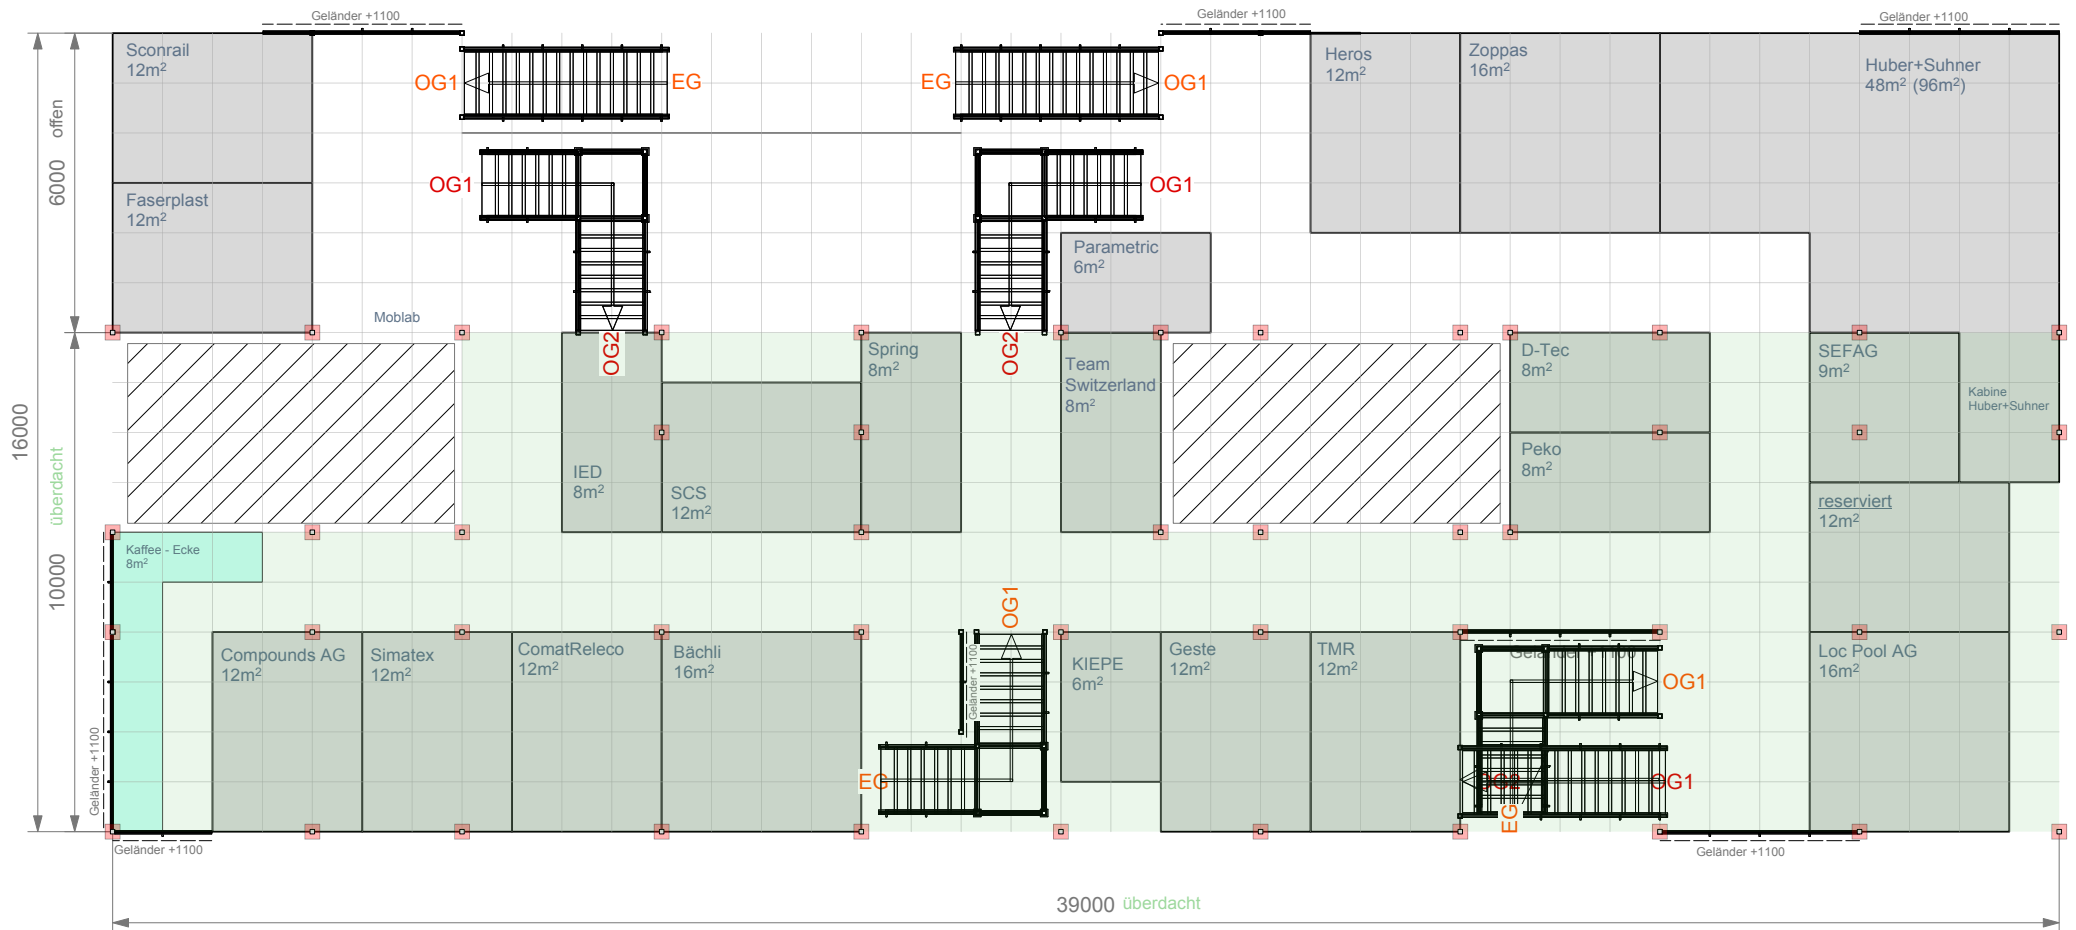 Geländer +1100
Geländer +1100
Geländer +1100
Sconrail
12m²
OG1
EG
EG
OG1
Heros
12m²
Zoppas
16m²
Huber+Suhner
48m² (96m²)
6000 offen
Faserplast
12m²
OG1
OG1
Parametric
6m²
Moblab
OG2
OG2
Spring
8m²
Team
Switzerland
8m²
D-Tec
8m²
SEFAG
9m²
Kabine
Huber+Suhner
16000
IED
8m²
SCS
12m²
Peko
8m²
reserviert
12m²
10000 überdacht
Kaffee - Ecke
8m²
OG1
Compounds AG
12m²
Simatex
12m²
ComatReleco
12m²
Bächli
16m²
Geländer +1100
KIEPE
6m²
Geste
12m²
TMR
12m²
Geländer +1100
OG1
Loc Pool AG
16m²
Geländer +1100
EG
OG2
OG1
EG
Geländer +1100
Geländer +1100
39000 überdacht